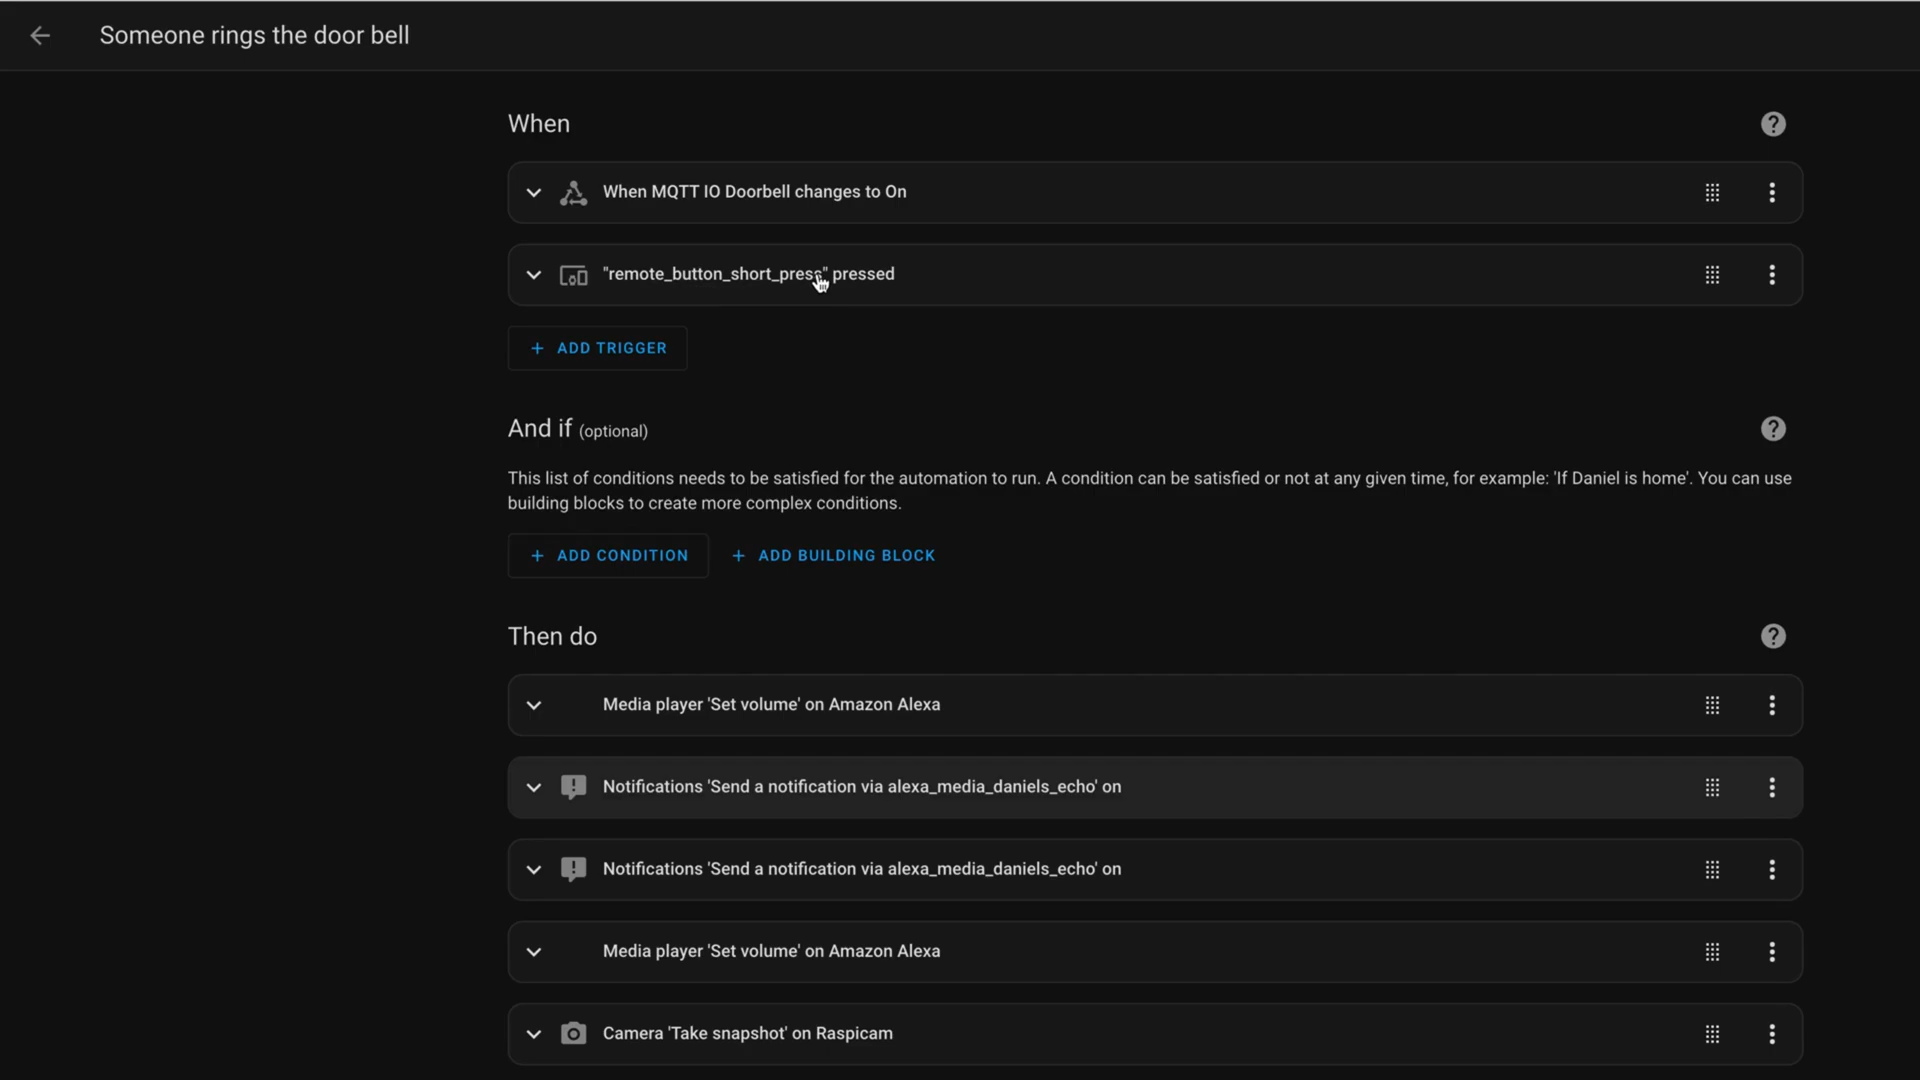 Someone rings the door bell
When
When MQTT IO Doorbell changes to On
"remote_button_short_press" pressed
+ ADD TRIGGER
And if (optional)
This list of conditions needs to be satisfied for the automation to run. A condition can be satisfied or not at any given time, for example: 'If Daniel is home'. You can use
building blocks to create more complex conditions.
+ ADD CONDITION + ADD BUILDING BLOCK
Then do
Media player 'Set volume' on Amazon Alexa
Notifications 'Send a notification via alexa_media_daniels_echo' on
Notifications 'Send a notification via alexa_media_daniels_echo' on
Media player 'Set volume' on Amazon Alexa
Camera 'Take snapshot' on Raspicam